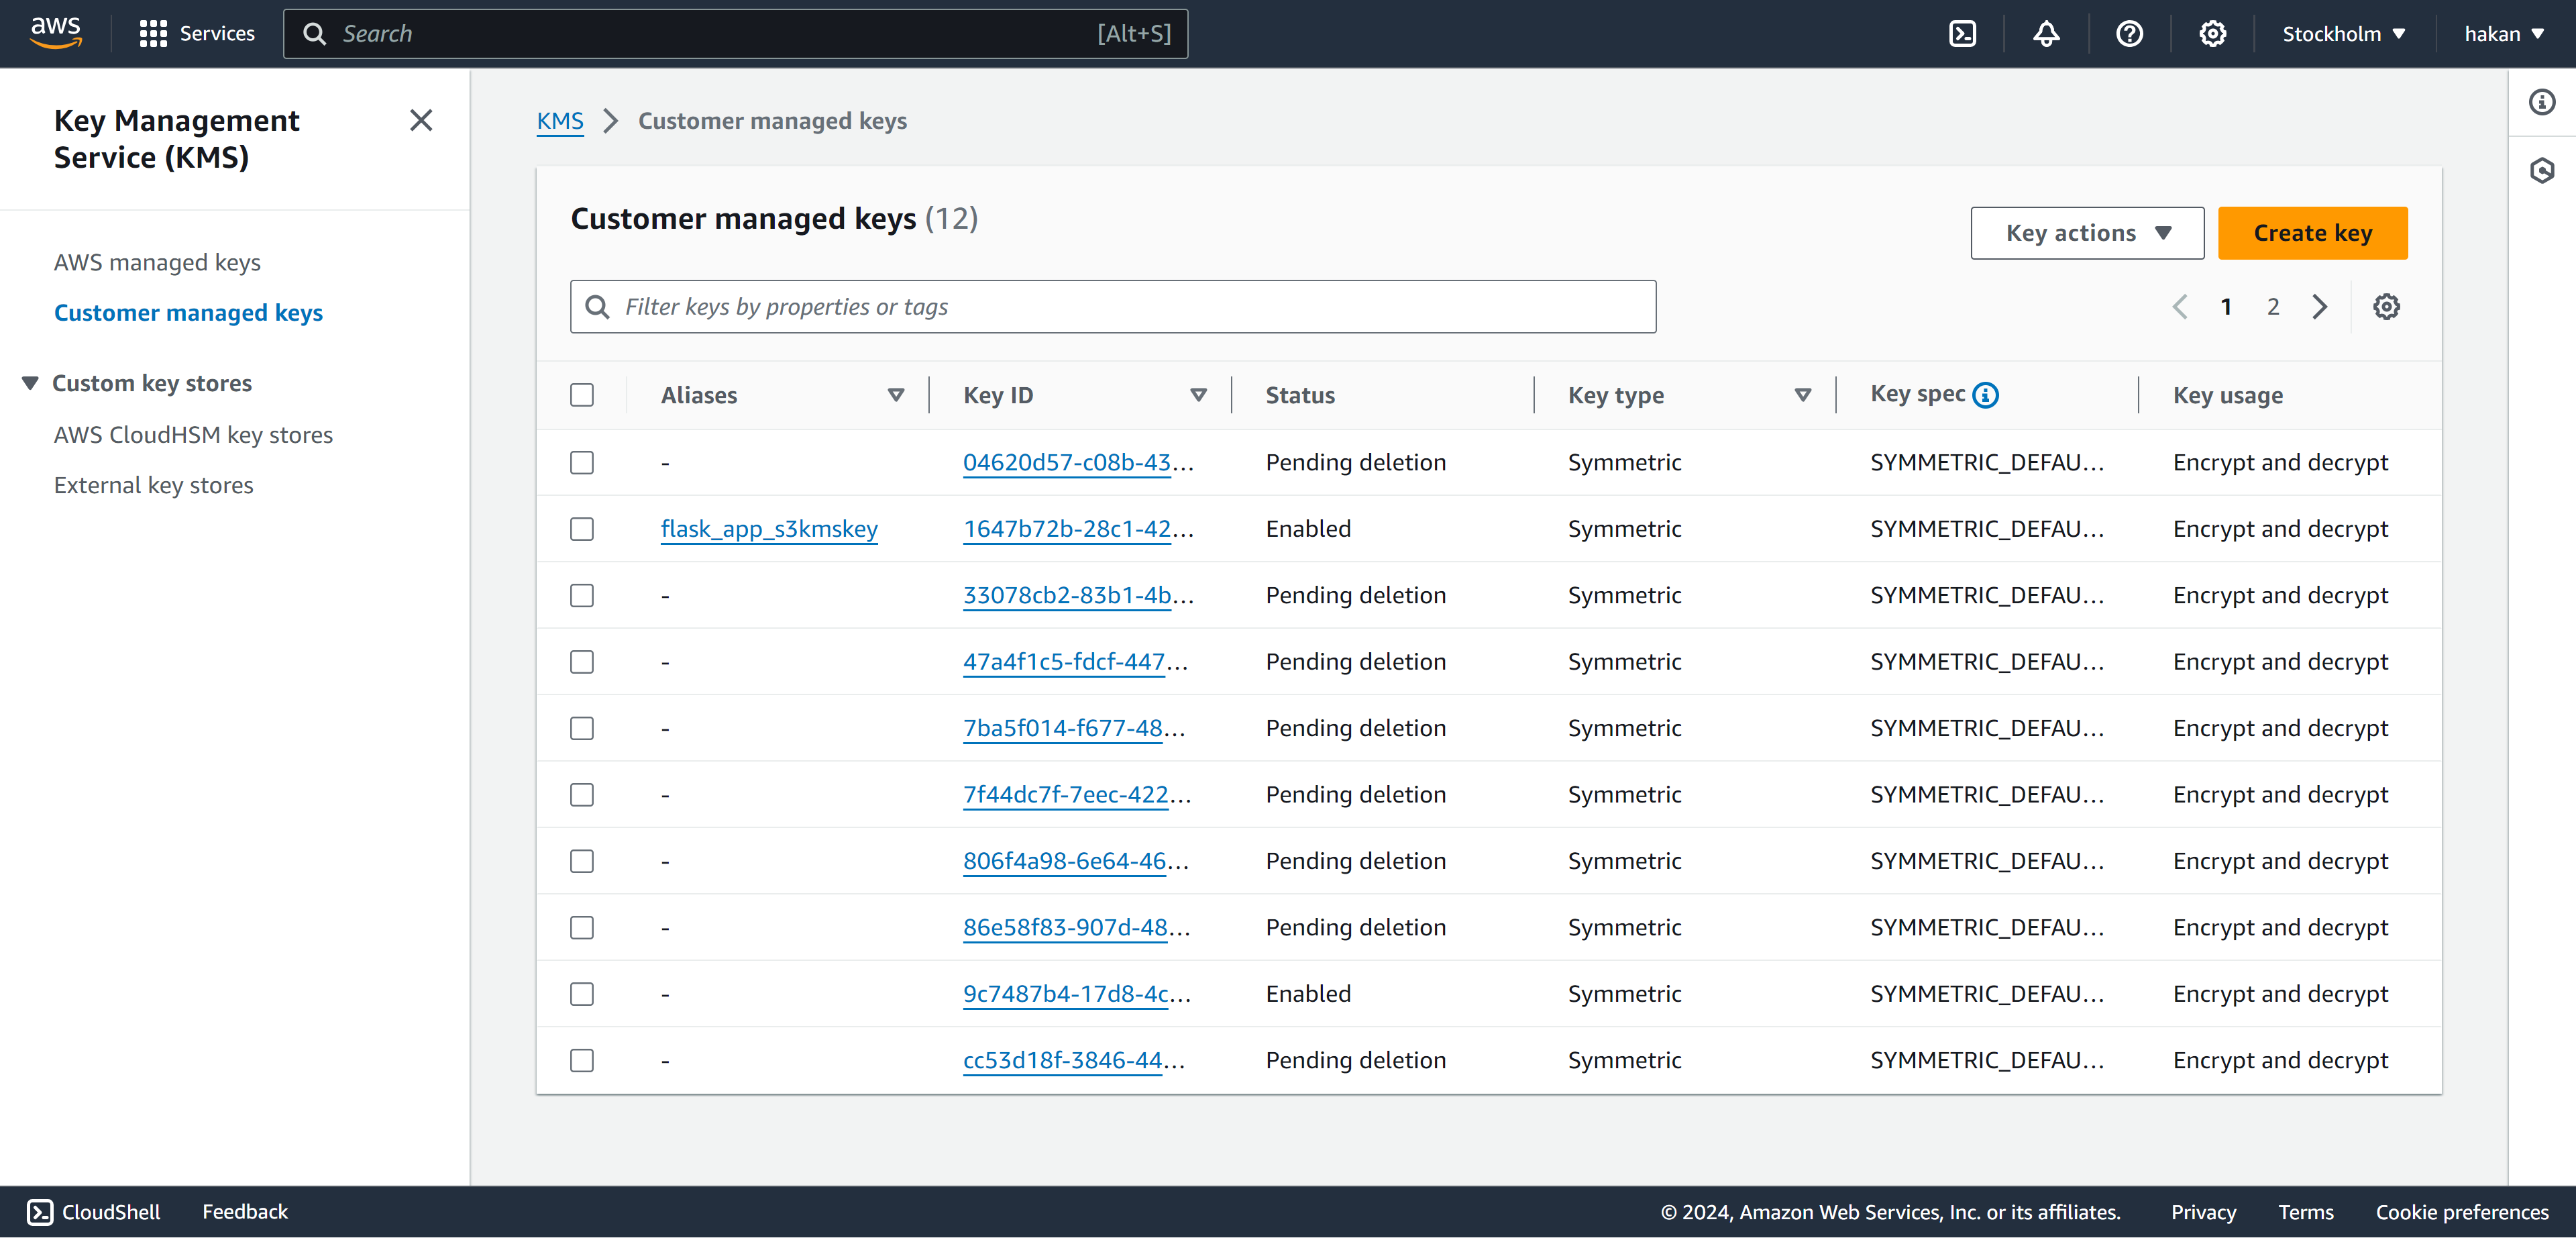 aws
Services
Search
[Alt+S]
Stockholm
hakan
Key Management
Service (KMS)
AWS managed keys
Customer managed keys
Custom key stores
AWS CloudHSM key stores
External key stores
KMS
Customer managed keys
Customer managed keys (12)
Key actions
Create key
Filter keys by properties or tags
1 2
Aliases Key ID Status Key type Key spec Key usage
- 04620d57-c08b-43... Pending deletion Symmetric SYMMETRIC_DEFAU... Encrypt and decrypt
flask_app_s3kmskey 1647b72b-28c1-42... Enabled Symmetric SYMMETRIC_DEFAU... Encrypt and decrypt
- 33078cb2-83b1-4b... Pending deletion Symmetric SYMMETRIC_DEFAU... Encrypt and decrypt
- 47a4f1c5-fdcf-447... Pending deletion Symmetric SYMMETRIC_DEFAU... Encrypt and decrypt
- 7ba5f014-f677-48... Pending deletion Symmetric SYMMETRIC_DEFAU... Encrypt and decrypt
- 7f44dc7f-7eec-422... Pending deletion Symmetric SYMMETRIC_DEFAU... Encrypt and decrypt
- 806f4a98-6e64-46... Pending deletion Symmetric SYMMETRIC_DEFAU... Encrypt and decrypt
- 86e58f83-907d-48... Pending deletion Symmetric SYMMETRIC_DEFAU... Encrypt and decrypt
- 9c7487b4-17d8-4c... Enabled Symmetric SYMMETRIC_DEFAU... Encrypt and decrypt
- cc53d18f-3846-44... Pending deletion Symmetric SYMMETRIC_DEFAU... Encrypt and decrypt
CloudShell
Feedback
© 2024, Amazon Web Services, Inc. or its affiliates.
Privacy
Terms
Cookie preferences